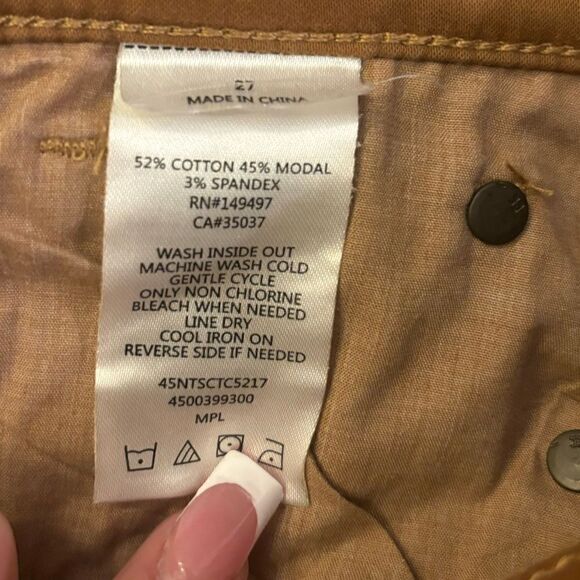 27
MADE IN CHINA
52% COTTON 45% MODAL
3% SPANDEX
RN#149497
CA#35037
WASH INSIDE OUT
MACHINE WASH COLD
GENTLE CYCLE
ONLY NON CHLORINE
BLEACH WHEN NEEDED
LINE DRY
COOL IRON ON
REVERSE SIDE IF NEEDED
45NTSCTC5217
4500399300
MPL